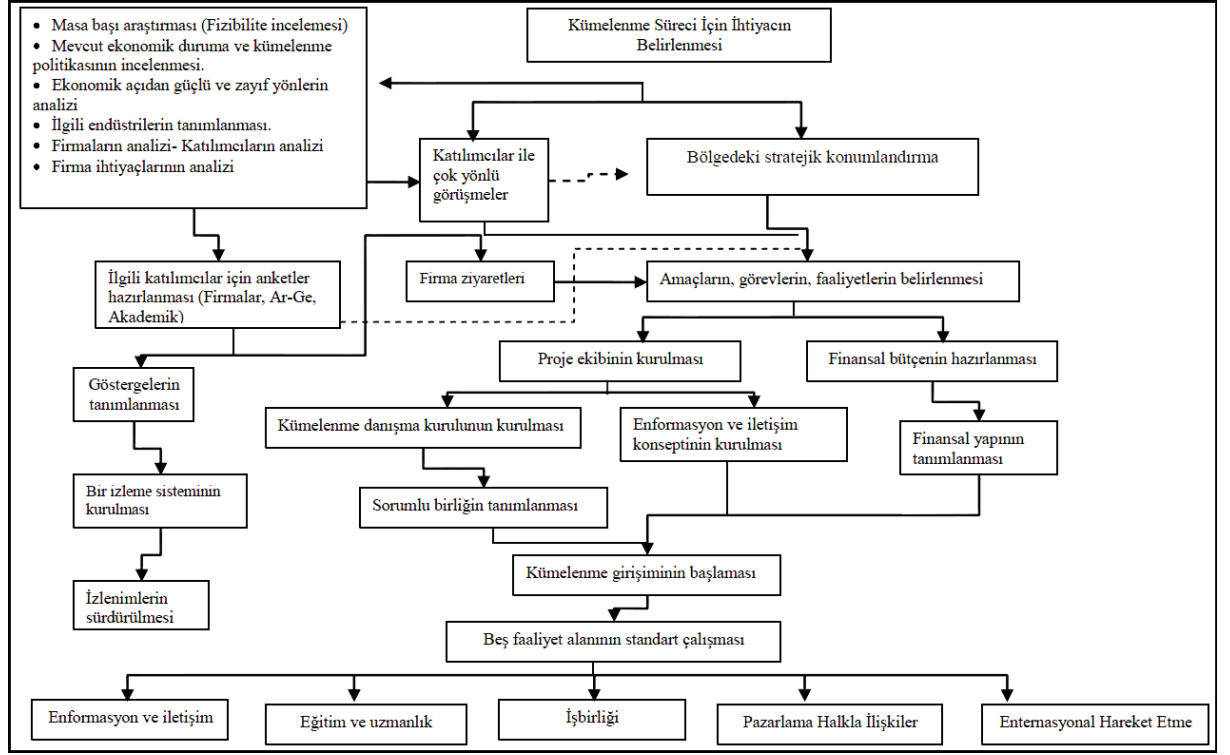 • Masa başı araştırması (Fizibilite incelemesi)
• Mevcut ekonomik duruma ve kümelenme
politikasının incelenmesi.
• Ekonomik açıdan güçlü ve zayıf yönlerin
analizi
• İlgili endüstrilerin tanımlanması.
• Firmaların analizi- Katılımcıların analizi
• Firma ihtiyaçlarının analizi
Kümelenme Süreci İçin İhtiyacın
Belirlenmesi
Katılımcılar ile
çok yönlü
görüşmeler
Bölgedeki stratejik konumlandırma
İlgili katılımcılar için anketler
hazırlanması (Firmalar, Ar-Ge,
Akademik)
Firma ziyaretleri
Amaçların, görevlerin, faaliyetlerin belirlenmesi
Göstergelerin
tanımlanması
Proje ekibinin kurulması
Finansal bütçenin hazırlanması
Kümelenme danışma kurulunun kurulması
Enformasyon ve iletişim
konseptinin kurulması
Finansal yapının
tanımlanması
Bir izleme sisteminin
kurulması
Sorumlu birliğin tanımlanması
İzlenimlerin
sürdürülmesi
Kümelenme girişiminin başlaması
Beş faaliyet alanının standart çalışması
Enformasyon ve iletişim
Eğitim ve uzmanlık
İşbirliği
Pazarlama Halkla İlişkiler
Enternasyonal Hareket Etme